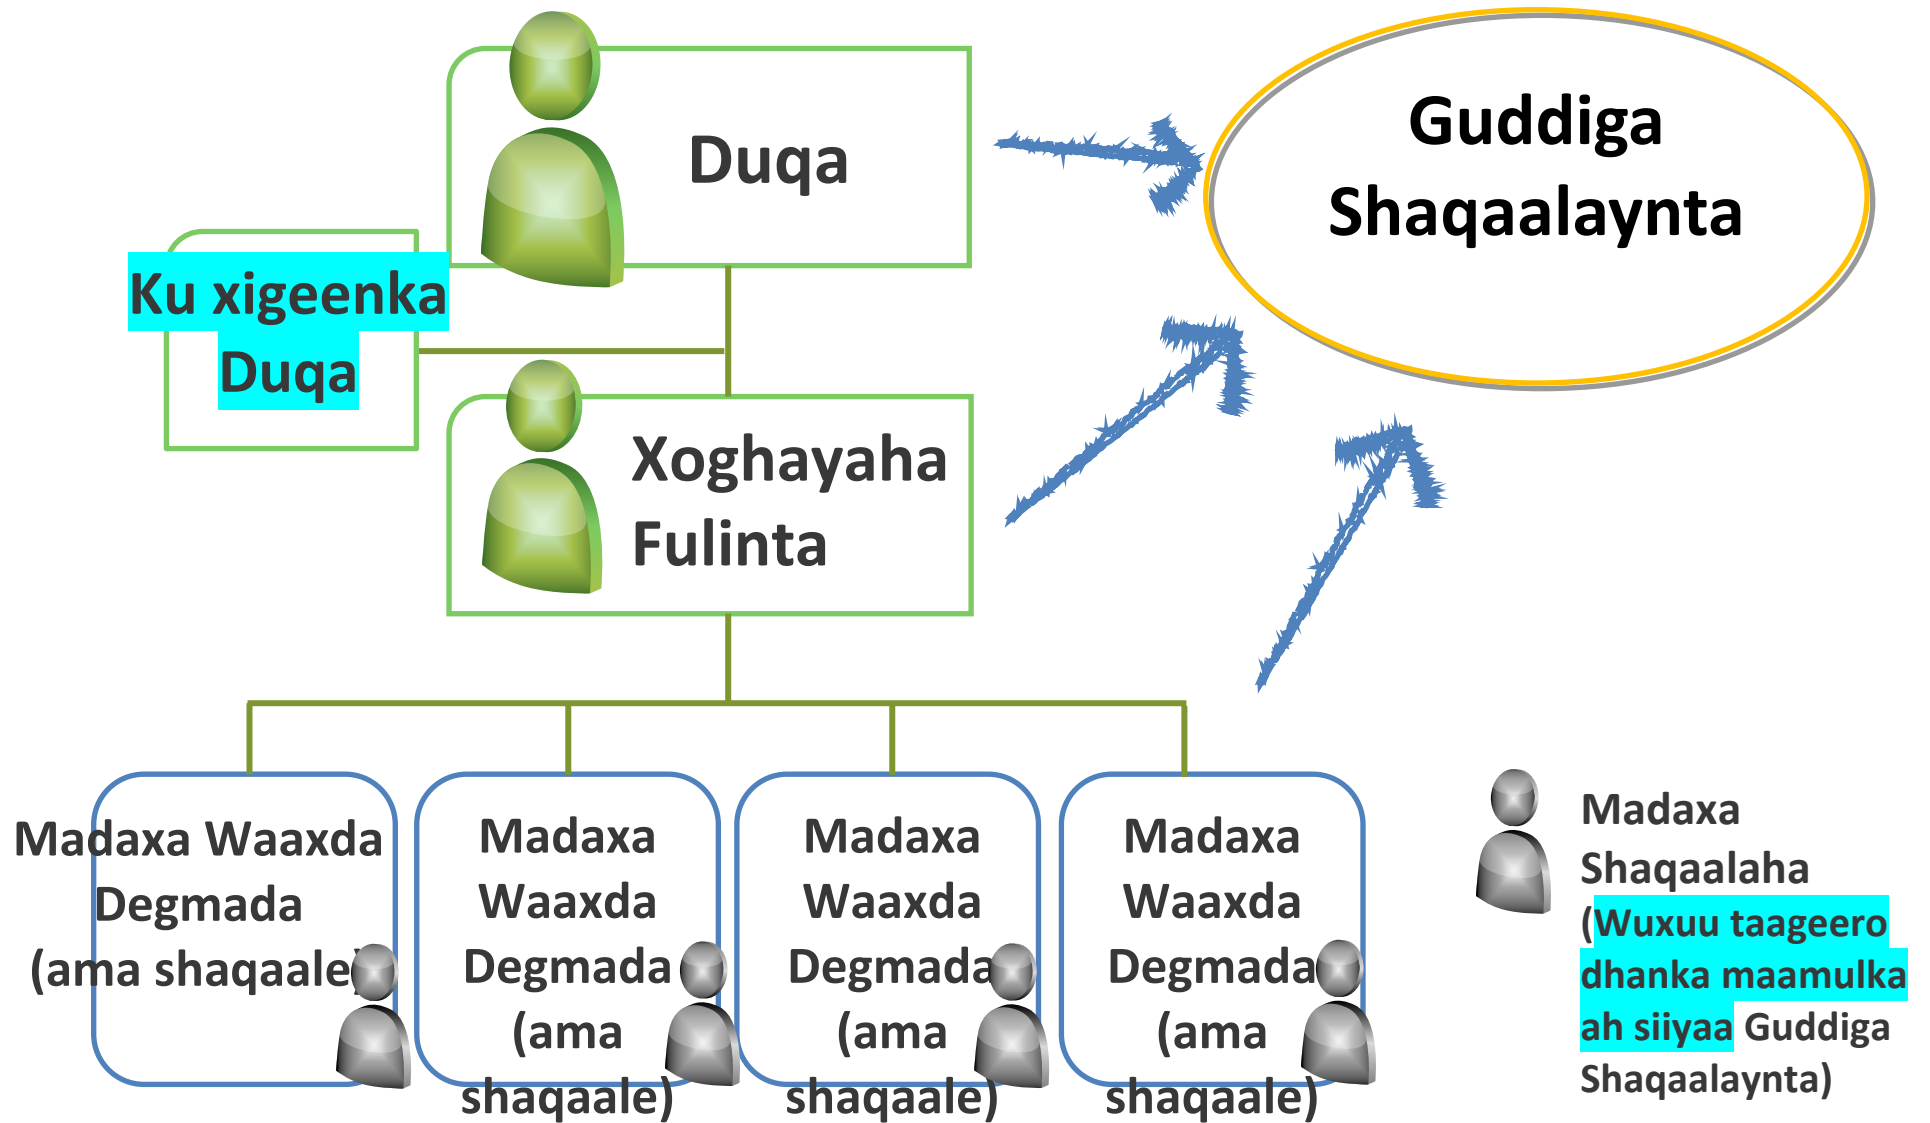 Duqa
Guddiga
Shaqaalaynta
Ku xigeenka
Duqa
Xoghayaha
Fulinta
Madaxa Waaxda
Degmada
(ama shaqaale)
Madaxa
Waaxda
Degmada
(ama
shaqaale)
Madaxa
Waaxda
Degmada
(ama
shaqaale)
Madaxa
Waaxda
Degmada
(ama
shaqaale)
Madaxa
Shaqaalaha
(Wuxuu taageero
dhanka maamulka
ah siiyaa Guddiga
Shaqaalaynta)